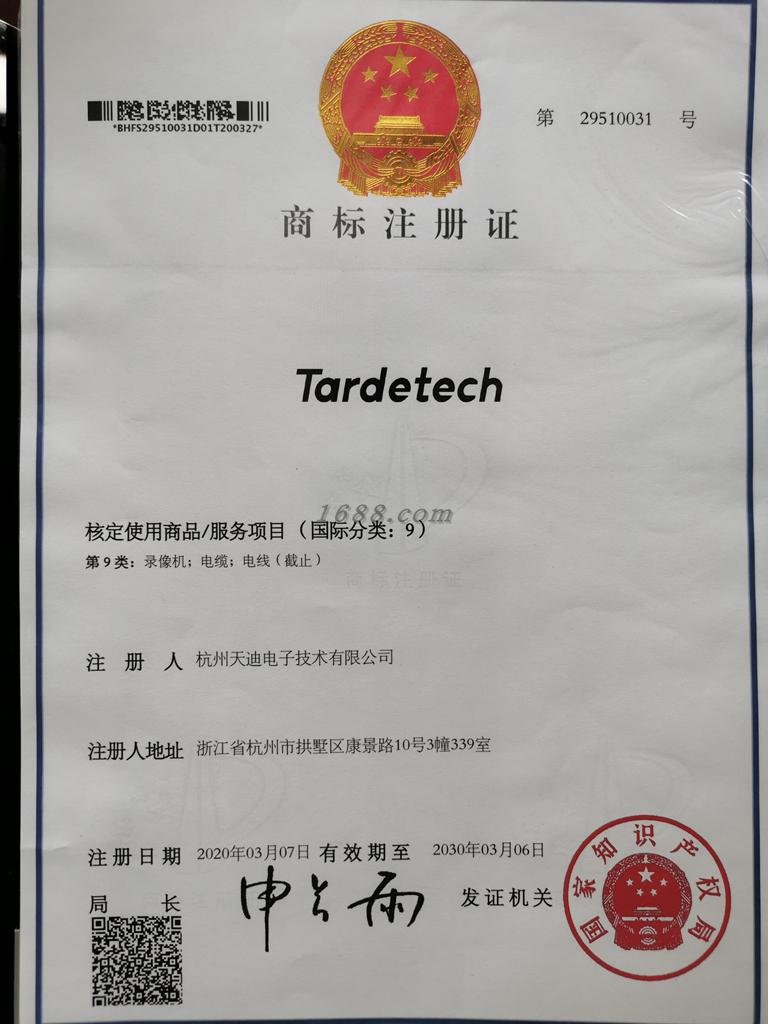 *BHFS29510031D01T200327*
第 29510031 号
商标注册证
Tardetech
1688.com
核定使用商品/服务项目（国际分类：9）
第9类：录像机；电缆；电线（截止）
商标注册证
注 册 人 杭州天迪电子技术有限公司
注册人地址 浙江省杭州市拱墅区康景路10号3幢339室
注册日期 2020年03月07日 有效期至 2030年03月06日
局 长 申长雨 发证机关
国家知识产权局